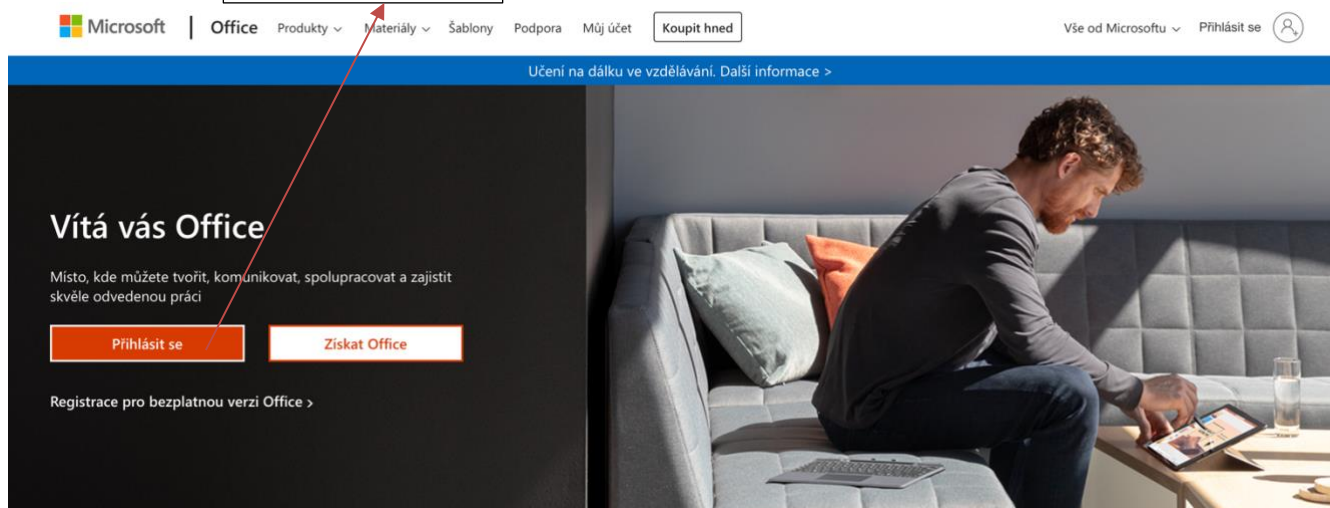 Microsoft Office Produkty Materiály Šablony Podpora Můj účet Koupit hned Vše od Microsoftu Přihlásit se
Učení na dálku ve vzdělávání. Další informace >
Vítá vás Office
Místo, kde můžete tvořit, komunikovat, spolupracovat a zajistit
skvěle odvedenou práci
Přihlásit se Získat Office
Registrace pro bezplatnou verzi Office >